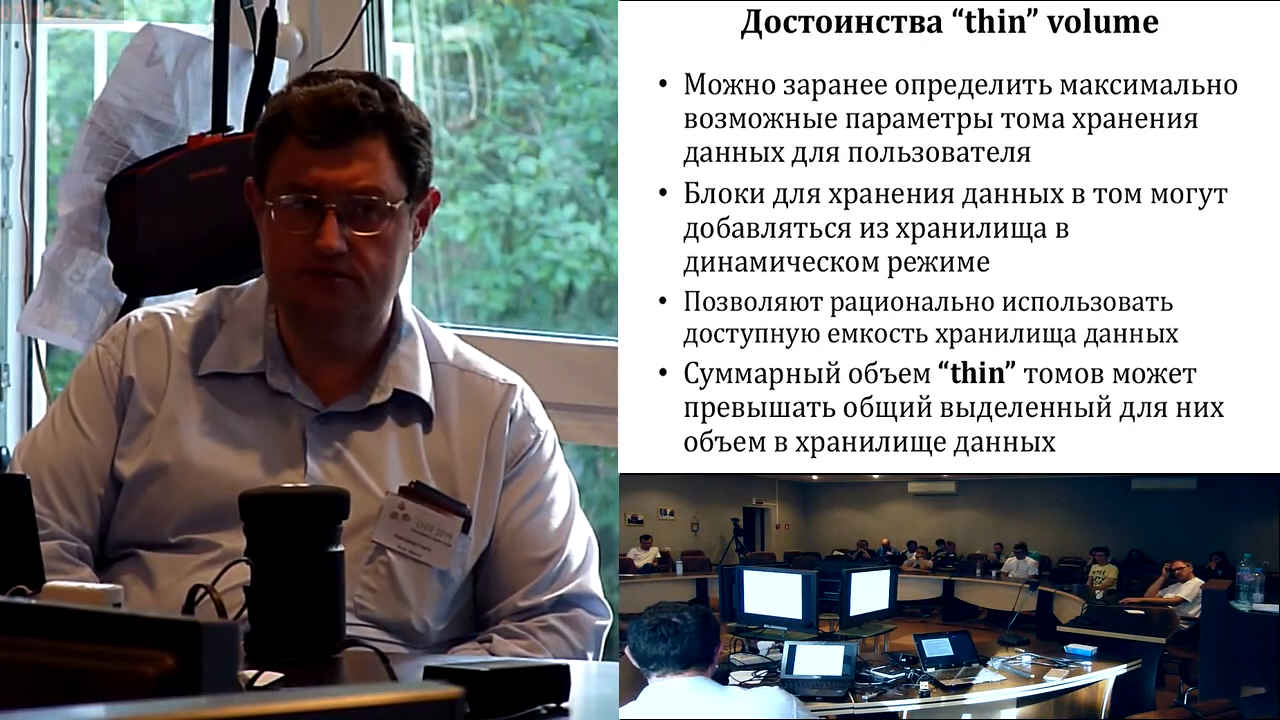 Достоинства “thin” volume
• Можно заранее определить максимально
возможные параметры тома хранения
данных для пользователя
• Блоки для хранения данных в том могут
добавляться из хранилища в
динамическом режиме
• Позволяют рационально использовать
доступную емкость хранилища данных
• Суммарный объем “thin” томов может
превышать общий выделенный для них
объем в хранилище данных
LVEE 2019